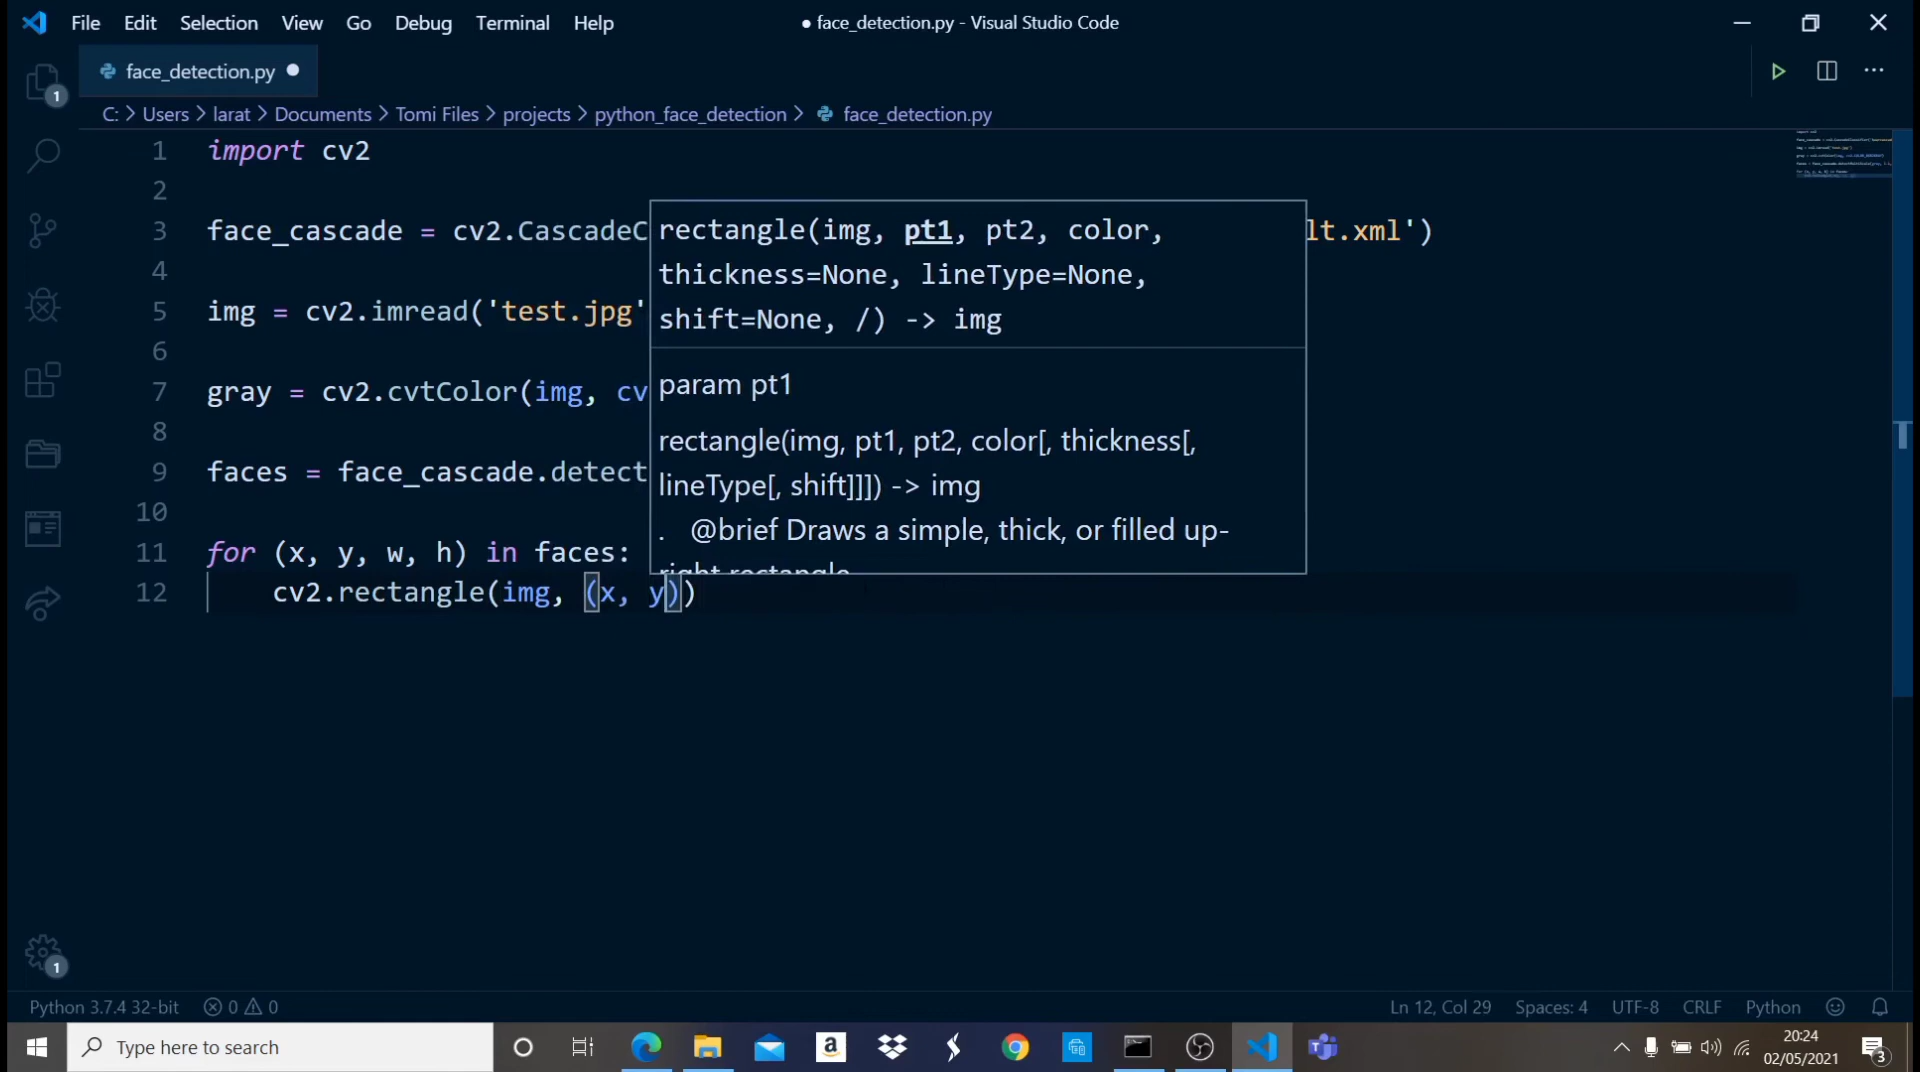 File Edit Selection View Go Debug Terminal Help
● face_detection.py - Visual Studio Code
face_detection.py ●
C: > Users > larat > Documents > Tomi Files > projects > python_face_detection > face_detection.py
1 import cv2
2
3 face_cascade = cv2.CascadeC lt.xml')
4
5 img = cv2.imread('test.jpg'
6
7 gray = cv2.cvtColor(img, cv
8
9 faces = face_cascade.detect
10
11 for (x, y, w, h) in faces:
12 cv2.rectangle(img, (x, y))
rectangle(img, pt1, pt2, color,
thickness=None, lineType=None,
shift=None, /) -> img
param pt1
rectangle(img, pt1, pt2, color[, thickness[,
lineType[, shift]]]) -> img
. @brief Draws a simple, thick, or filled up-
right rectangle
1
1
Python 3.7.4 32-bit 0 0
Ln 12, Col 29 Spaces: 4 UTF-8 CRLF Python
Type here to search
a
20:24
02/05/2021
3